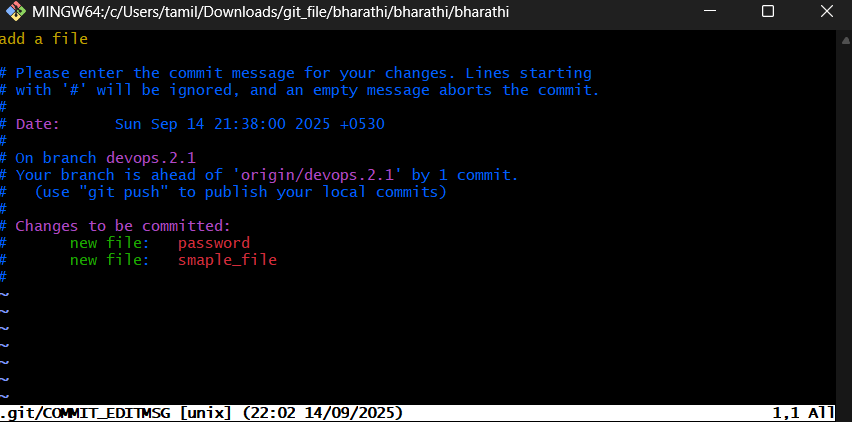 MINGW64:/c/Users/tamil/Downloads/git_file/bharathi/bharathi/bharathi
add a file
# Please enter the commit message for your changes. Lines starting
# with '#' will be ignored, and an empty message aborts the commit.
#
# Date:      Sun Sep 14 21:38:00 2025 +0530
#
# On branch devops.2.1
# Your branch is ahead of 'origin/devops.2.1' by 1 commit.
#   (use "git push" to publish your local commits)
#
# Changes to be committed:
#       new file:   password
#       new file:   smaple_file
#
~
~
~
~
~
~
~
.git/COMMIT_EDITMSG [unix] (22:02 14/09/2025) 1,1 All